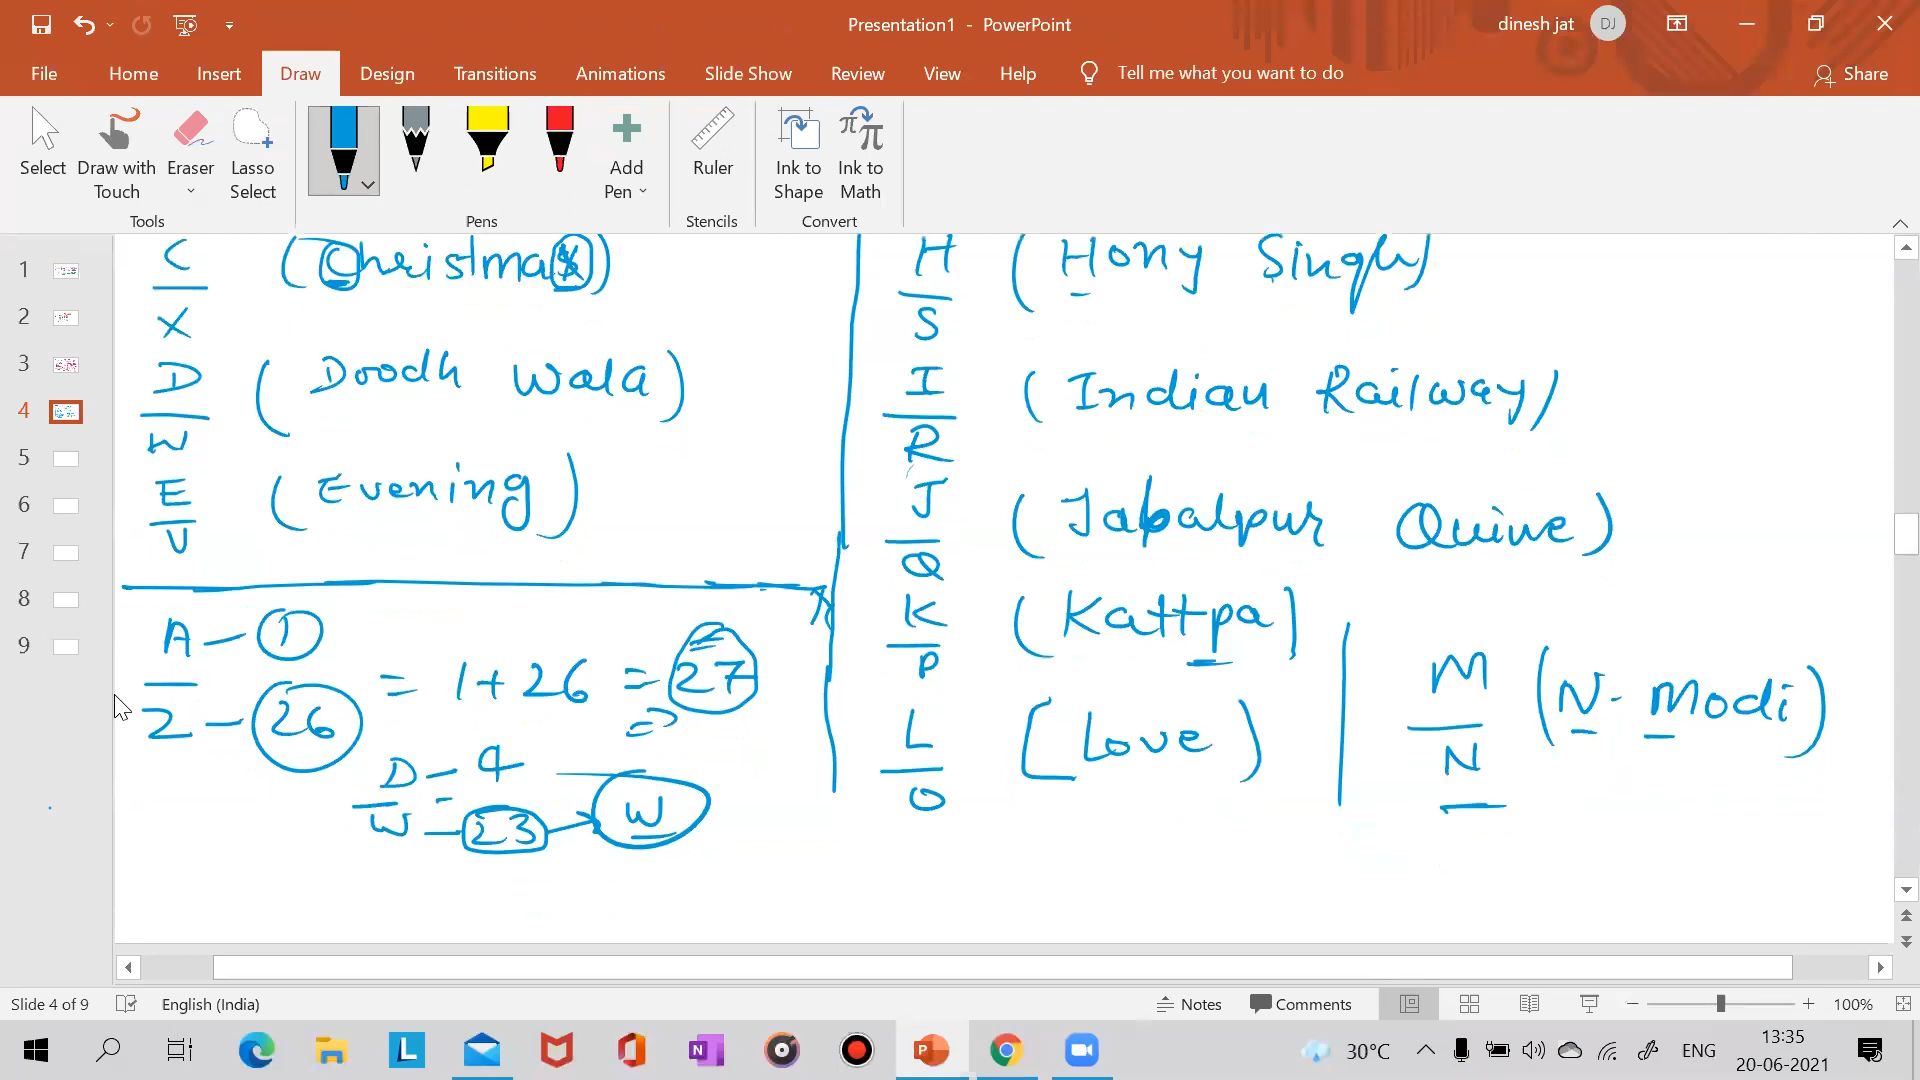 Presentation1 - PowerPoint
dinesh jat
DJ
File
Home
Insert
Draw
Design
Transitions
Animations
Slide Show
Review
View
Help
Tell me what you want to do
Share
Select
Draw with Touch
Eraser
Lasso Select
Add Pen
Ruler
Ink to Shape
Ink to Math
Tools
Pens
Stencils
Convert
1
2
3
4
5
6
7
8
9
C
X
(Christmas)
D
W
(Doodh Wala)
E
V
(Evening)
A - 1
Z - 26
= 1+26 = 27
D - 4
W - 23
W
H
S
(Hony Singh)
I
R
(Indian Railway)
J
Q
(Jabalpur Quine)
K
P
(Kattpa)
L
O
(Love)
M
N
(N- Modi)
Slide 4 of 9
English (India)
Notes
Comments
100%
30°C
ENG
13:35
20-06-2021